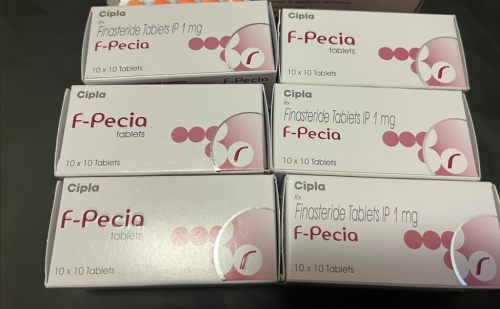 Cipla
Rx
Finasteride Tablets IP 1 mg
F-Pecia
10 x 10 Tablets
Cipla
F-Pecia
tablets
10 x 10 Tablets
Cipla
F-Pecia
tablets
10 x 10 Tablets
Cipla
Rx
Finasteride Tablets IP 1 mg
F-Pecia
10 x 10 Tablets
Cipla
F-Pecia
tablets
10 x 10 Tablets
Cipla
Rx
Finasteride Tablets IP 1 mg
F-Pecia
10 x 10 Tablets